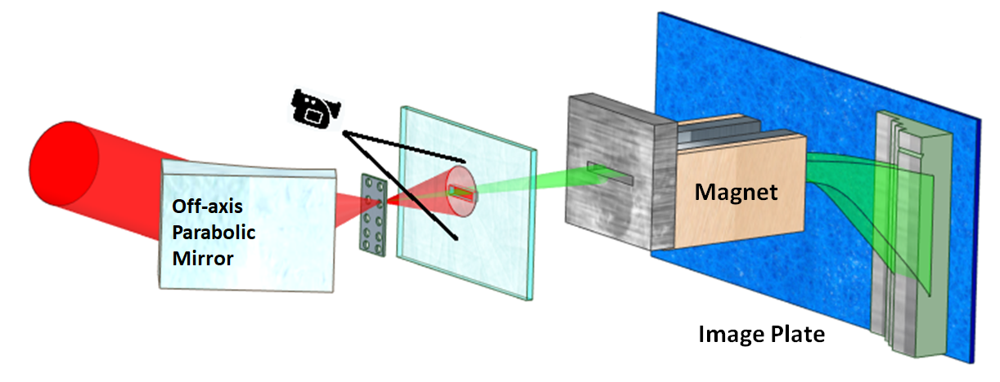 Off-axis
Parabolic
Mirror
Magnet
Image Plate